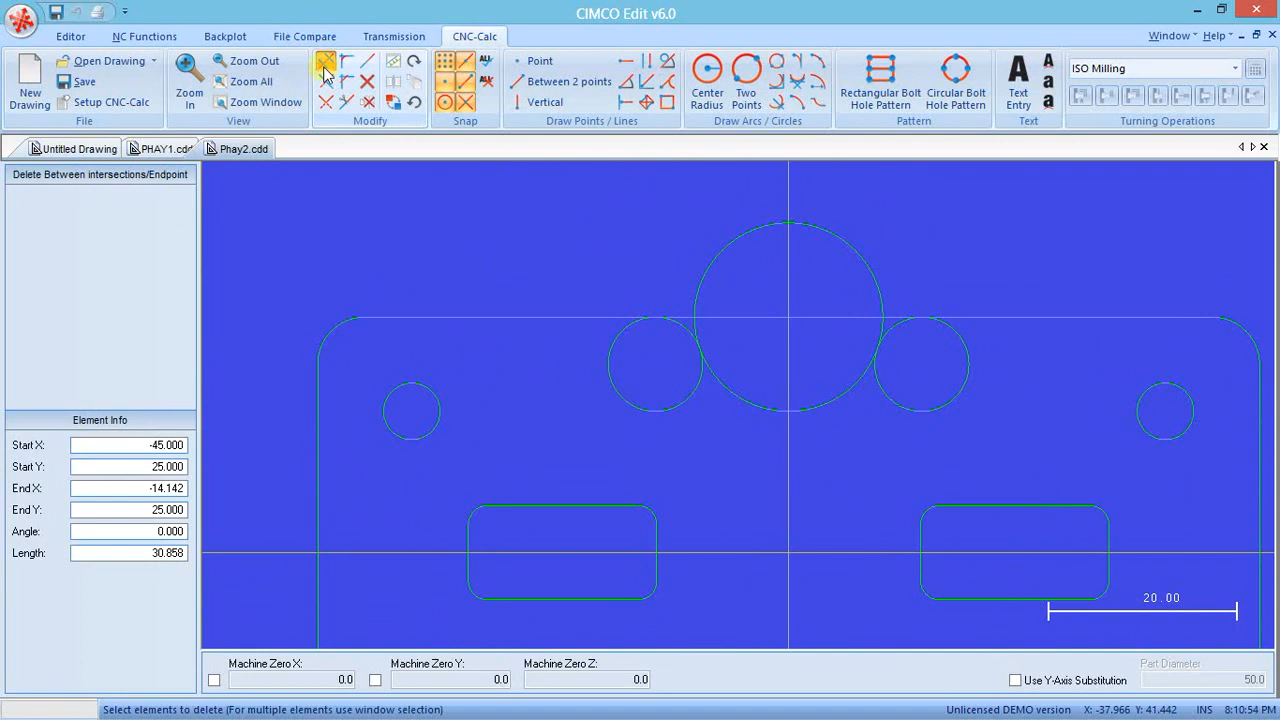 CIMCO Edit v6.0
Editor
NC Functions
Backplot
File Compare
Transmission
CNC-Calc
Window
Help
New Drawing
Open Drawing
Save
Setup CNC-Calc
File
Zoom In
Zoom Out
Zoom All
Zoom Window
View
Modify
ALL
ALL
Snap
Point
Between 2 points
Vertical
Draw Points / Lines
Center Radius
Two Points
Draw Arcs / Circles
Rectangular Bolt Hole Pattern
Circular Bolt Hole Pattern
Pattern
A
Text Entry
A
a
a
Text
ISO Milling
Turning Operations
Untitled Drawing
PHAY1.cdd
Phay2.cdd
Delete Between intersections/Endpoint
Element Info
Start X: -45.000
Start Y: 25.000
End X: -14.142
End Y: 25.000
Angle: 0.000
Length: 30.858
20.00
Machine Zero X: 0.0
Machine Zero Y: 0.0
Machine Zero Z: 0.0
Use Y-Axis Substitution
Part Diameter
50.0
Select elements to delete (For multiple elements use window selection)
Unlicensed DEMO version
X: -37.966 Y: 41.442
INS
8:10:54 PM